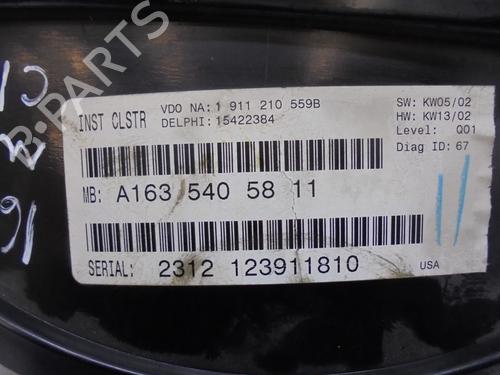 B-PARTS
INST CLSTR
VDO NA: 1 911 210 559B
DELPHI: 15422384
SW: KW05/02
HW: KW13/02
Level: Q01
Diag ID: 67
MB: A163 540 58 11
SERIAL: 2312 123911810
USA